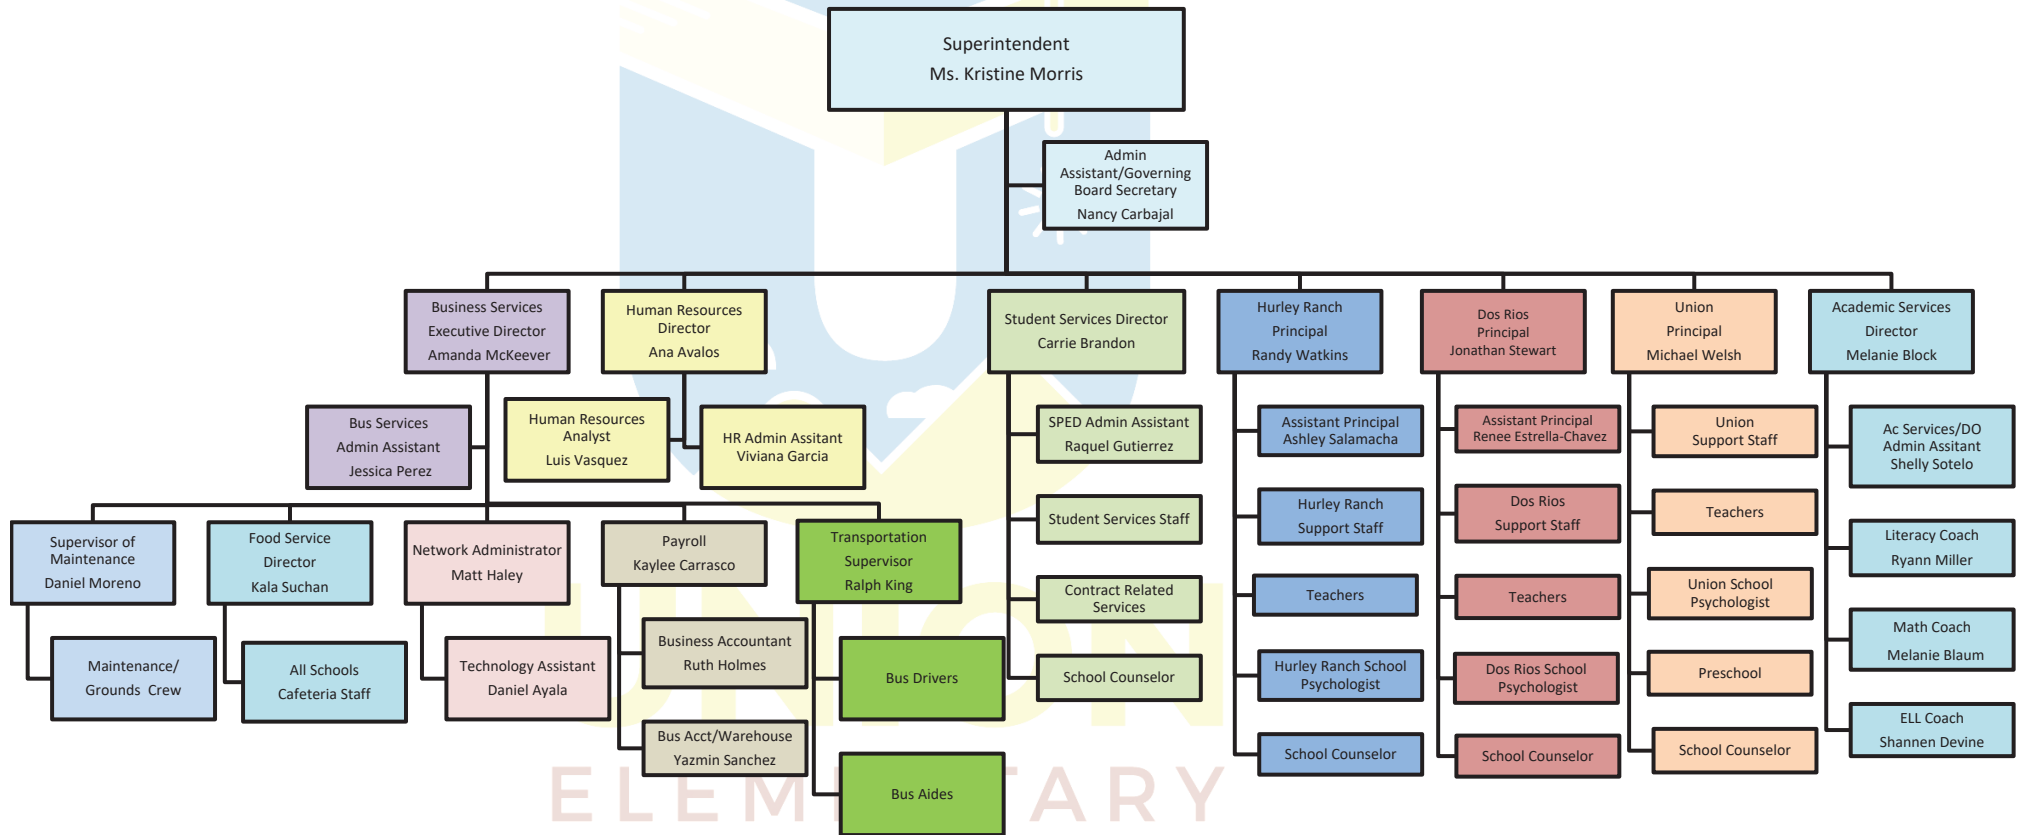 Superintendent
Ms. Kristine Morris
Admin
Assistant/Governing
Board Secretary
Nancy Carbajal
Business Services
Executive Director
Amanda McKeever
Human Resources
Director
Ana Avalos
Student Services Director
Carrie Brandon
Hurley Ranch
Principal
Randy Watkins
Dos Rios
Principal
Jonathan Stewart
Union
Principal
Michael Welsh
Academic Services
Director
Melanie Block
Bus Services
Admin Assistant
Jessica Perez
Human Resources
Analyst
Luis Vasquez
HR Admin Assitant
Viviana Garcia
SPED Admin Assistant
Raquel Gutierrez
Student Services Staff
Contract Related
Services
School Counselor
Assistant Principal
Ashley Salamacha
Hurley Ranch
Support Staff
Teachers
Hurley Ranch School
Psychologist
School Counselor
Assistant Principal
Renee Estrella-Chavez
Dos Rios
Support Staff
Teachers
Dos Rios School
Psychologist
School Counselor
Union
Support Staff
Teachers
Union School
Psychologist
Preschool
School Counselor
Ac Services/DO
Admin Assitant
Shelly Sotelo
Literacy Coach
Ryann Miller
Math Coach
Melanie Blaum
ELL Coach
Shannen Devine
Supervisor of
Maintenance
Daniel Moreno
Maintenance/
Grounds Crew
Food Service
Director
Kala Suchan
All Schools
Cafeteria Staff
Network Administrator
Matt Haley
Technology Assistant
Daniel Ayala
Payroll
Kaylee Carrasco
Business Accountant
Ruth Holmes
Bus Acct/Warehouse
Yazmin Sanchez
Transportation
Supervisor
Ralph King
Bus Drivers
Bus Aides
UNION
ELEMENTARY